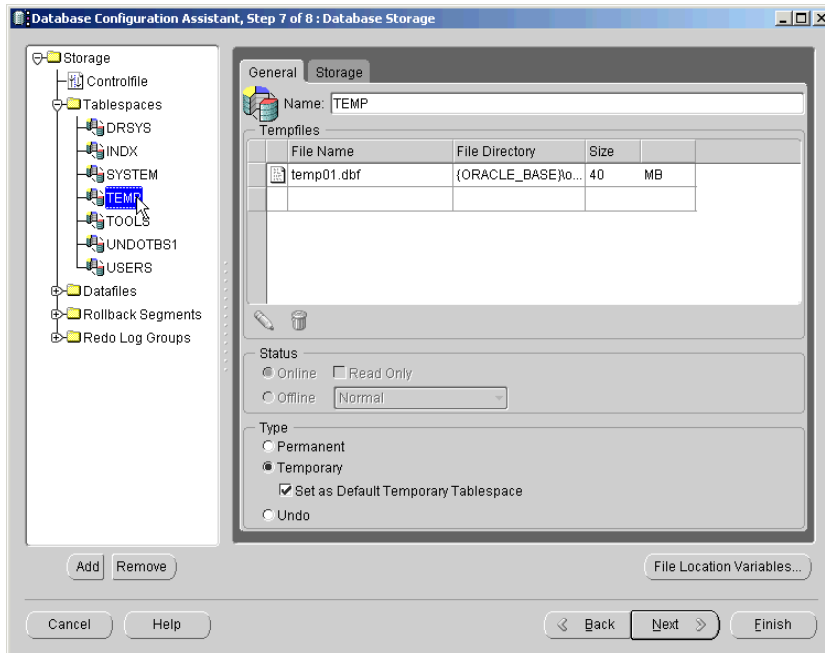 Database Configuration Assistant, Step 7 of 8 : Database Storage
Storage
Controlfile
Tablespaces
DRSYS
INDX
SYSTEM
TEMP
TOOLS
UNDOTBS1
USERS
Datafiles
Rollback Segments
Redo Log Groups
General Storage
Name: TEMP
Tempfiles
File Name File Directory Size
temp01.dbf {ORACLE_BASE}\o... 40 MB
Status
Online Read Only
Offline Normal
Type
Permanent
Temporary
Set as Default Temporary Tablespace
Undo
Add Remove File Location Variables...
Cancel Help Back Next Finish